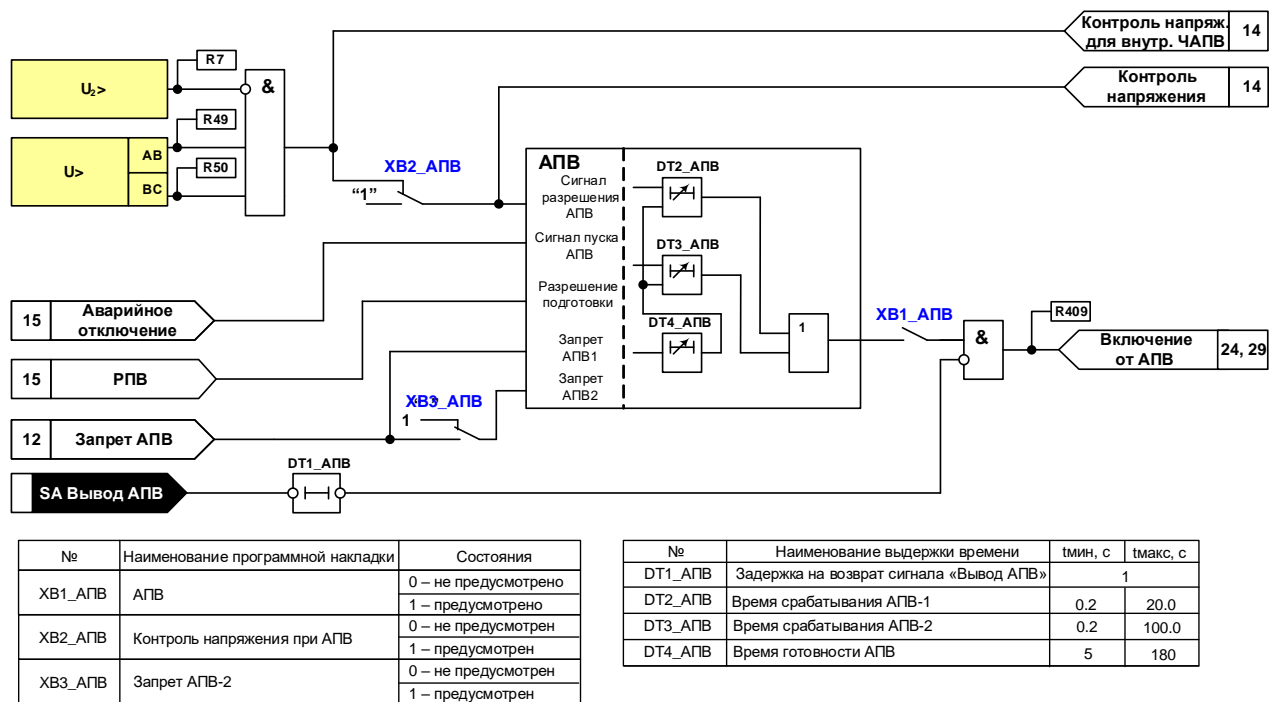 Контроль напряж.
для внутр. ЧАПВ
14
Контроль
напряжения
14
R7
U₂>
&
R49
АВ
U>
R50
ВС
XB2_АПВ
“1”
АПВ
Сигнал
разрешения
АПВ
Сигнал пуска
АПВ
Разрешение
подготовки
Запрет
АПВ1
Запрет
АПВ2
DT2_АПВ
DT3_АПВ
DT4_АПВ
1
XB1_АПВ
&
R409
Включение
от АПВ
24, 29
15
Аварийное
отключение
15
РПВ
XB3_АПВ
1
12
Запрет АПВ
SA Вывод АПВ
DT1_АПВ
№ Наименование программной накладки Состояния
XB1_АПВ АПВ 0 – не предусмотрено
1 – предусмотрено
XB2_АПВ Контроль напряжения при АПВ 0 – не предусмотрен
1 – предусмотрен
XB3_АПВ Запрет АПВ-2 0 – не предусмотрен
1 – предусмотрен
№ Наименование выдержки времени tмин, с tмакс, с
DT1_АПВ Задержка на возврат сигнала «Вывод АПВ» 1
DT2_АПВ Время срабатывания АПВ-1 0.2 20.0
DT3_АПВ Время срабатывания АПВ-2 0.2 100.0
DT4_АПВ Время готовности АПВ 5 180